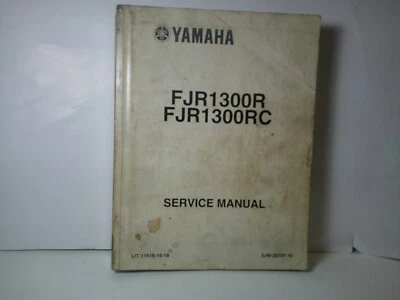 YAMAHA
FJR1300R
FJR1300RC
SERVICE MANUAL